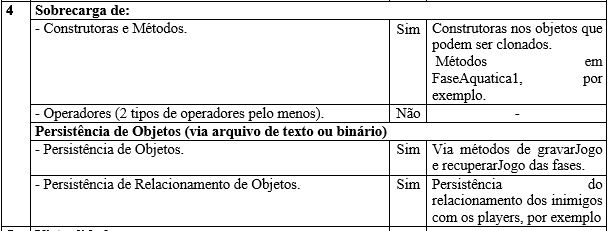 4 Sobrecarga de:
- Construtoras e Métodos. Sim Construtoras nos objetos que
podem ser clonados.
Métodos em
FaseAquatica1, por
exemplo.
- Operadores (2 tipos de operadores pelo menos). Não -
Persistência de Objetos (via arquivo de texto ou binário)
- Persistência de Objetos. Sim Via métodos de gravarJogo
e recuperarJogo das fases.
- Persistência de Relacionamento de Objetos. Sim Persistência do
relacionamento dos inimigos
com os players, por exemplo